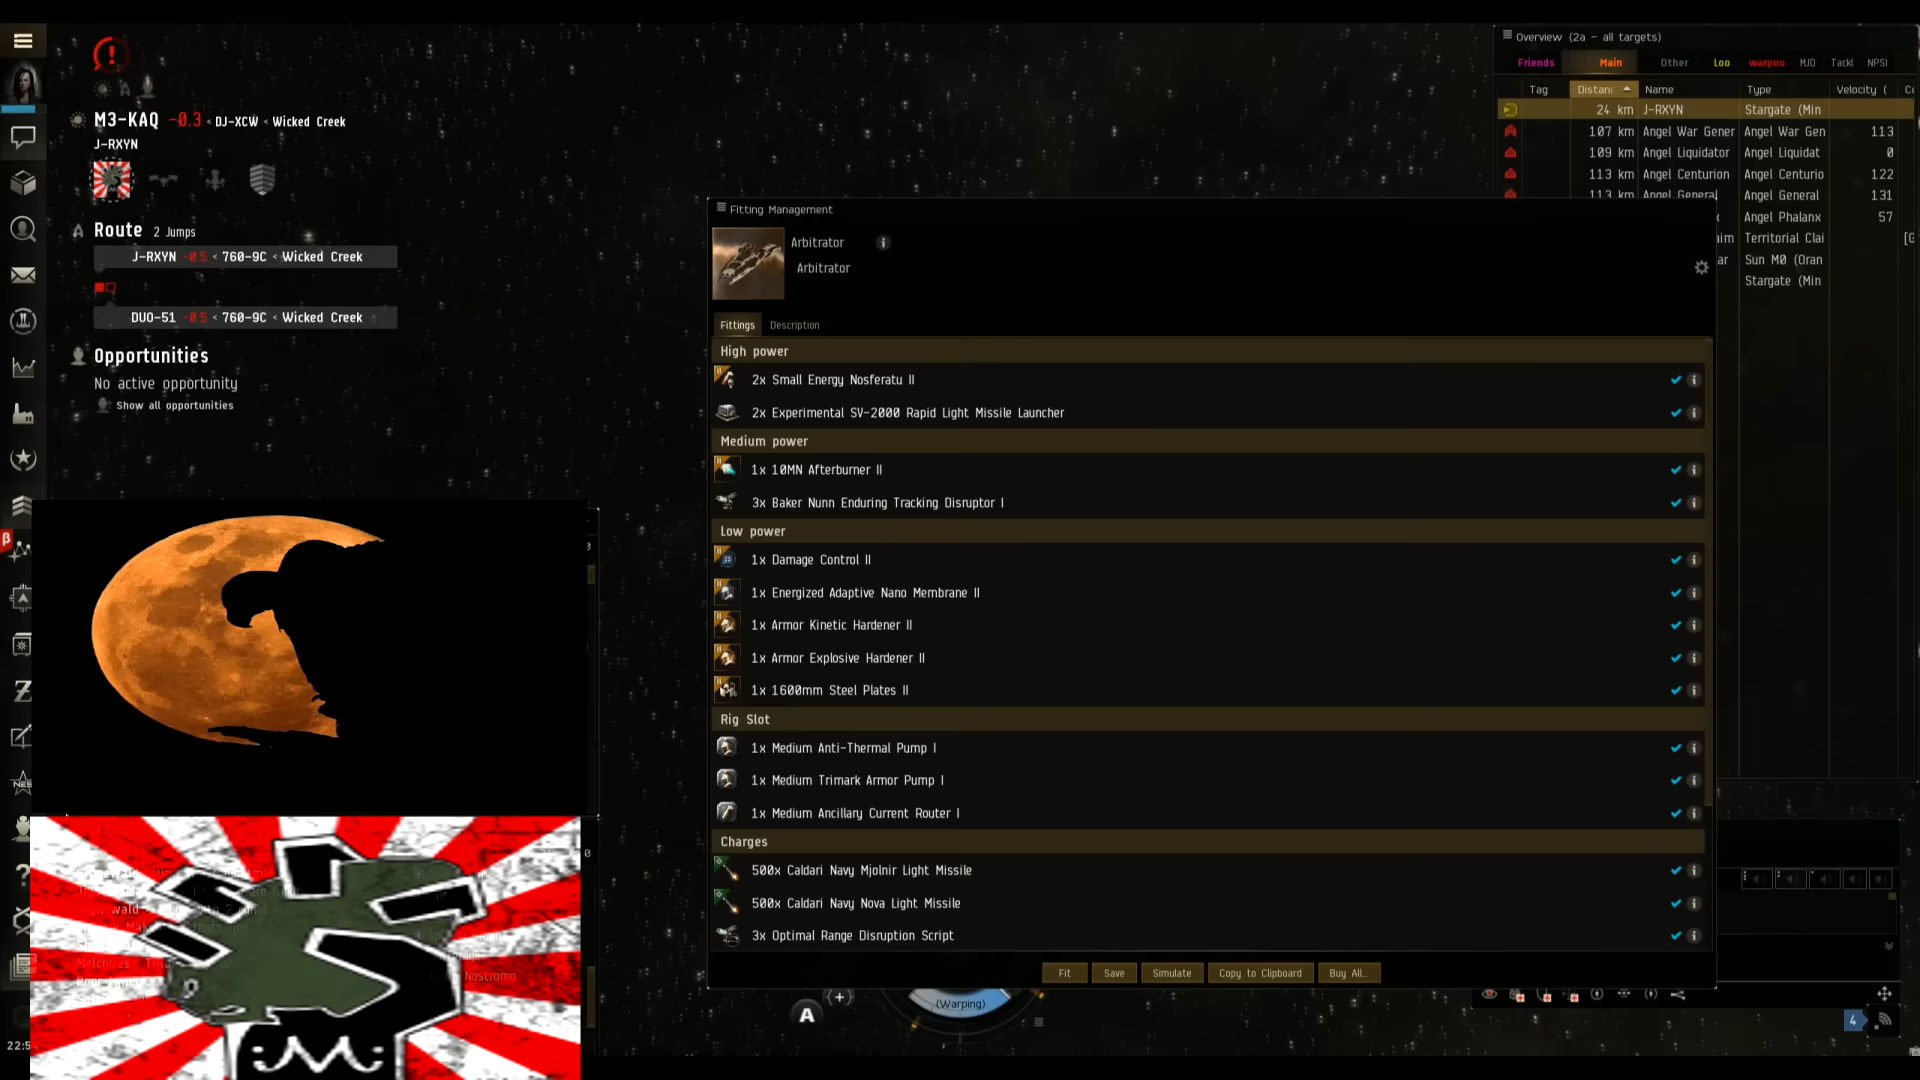 M3-KAQ -0.3 < DJ-XCW < Wicked Creek
J-RXYN
Route 2 Jumps
J-RXYN -0.5 < 760-9C < Wicked Creek
DUO-51 -0.5 < 760-9C < Wicked Creek
Opportunities
No active opportunity
Show all opportunities
Overview (2a - all targets)
Friends Main Other Loo warpou MJD Tackl NPSI
Tag Distanc Name Type Velocity (
24 km J-RXYN Stargate (Min
107 km Angel War Gener Angel War Gen 113
109 km Angel Liquidator Angel Liquidat 0
113 km Angel Centurion Angel Centurio 122
113 km Angel General Angel General 131
Angel Phalanx 57
Territorial Clai
Sun M0 (Oran
Stargate (Min
Fitting Management
Arbitrator
Arbitrator
Fittings Description
High power
2x Small Energy Nosferatu II
2x Experimental SV-2000 Rapid Light Missile Launcher
Medium power
1x 10MN Afterburner II
3x Baker Nunn Enduring Tracking Disruptor I
Low power
1x Damage Control II
1x Energized Adaptive Nano Membrane II
1x Armor Kinetic Hardener II
1x Armor Explosive Hardener II
1x 1600mm Steel Plates II
Rig Slot
1x Medium Anti-Thermal Pump I
1x Medium Trimark Armor Pump I
1x Medium Ancillary Current Router I
Charges
500x Caldari Navy Mjolnir Light Missile
500x Caldari Navy Nova Light Missile
3x Optimal Range Disruption Script
Fit Save Simulate Copy to Clipboard Buy All...
(Warping)
A
4
Nostromo
:M: